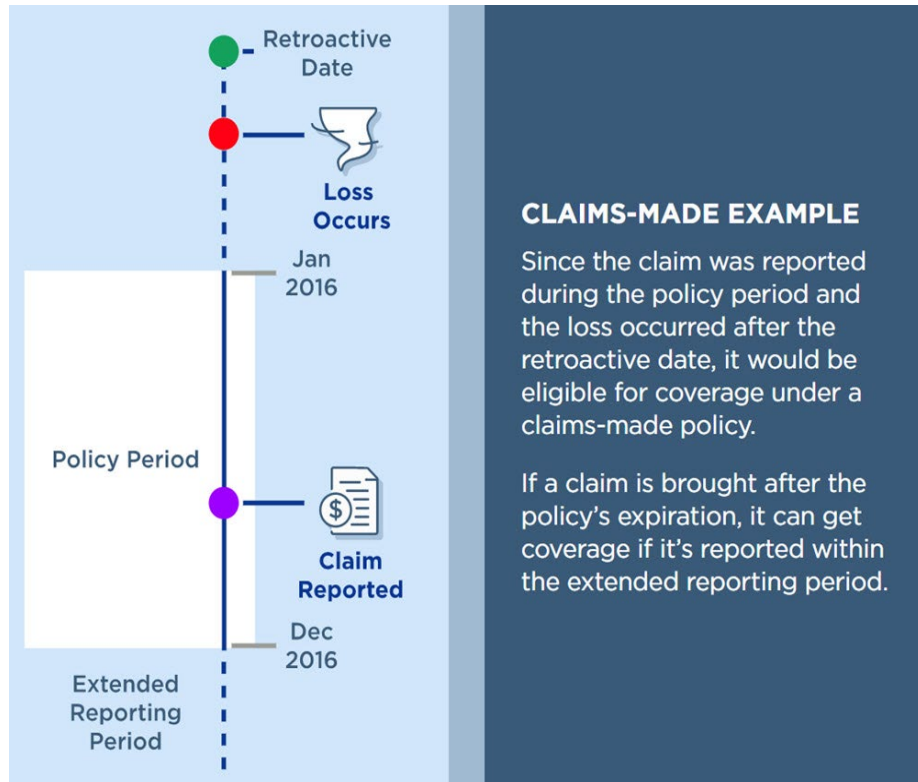 Retroactive
Date
Loss
Occurs
Jan
2016
Policy Period
$
Claim
Reported
Dec
2016
Extended
Reporting
Period
CLAIMS-MADE EXAMPLE
Since the claim was reported
during the policy period and
the loss occurred after the
retroactive date, it would be
eligible for coverage under a
claims-made policy.
If a claim is brought after the
policy’s expiration, it can get
coverage if it’s reported within
the extended reporting period.